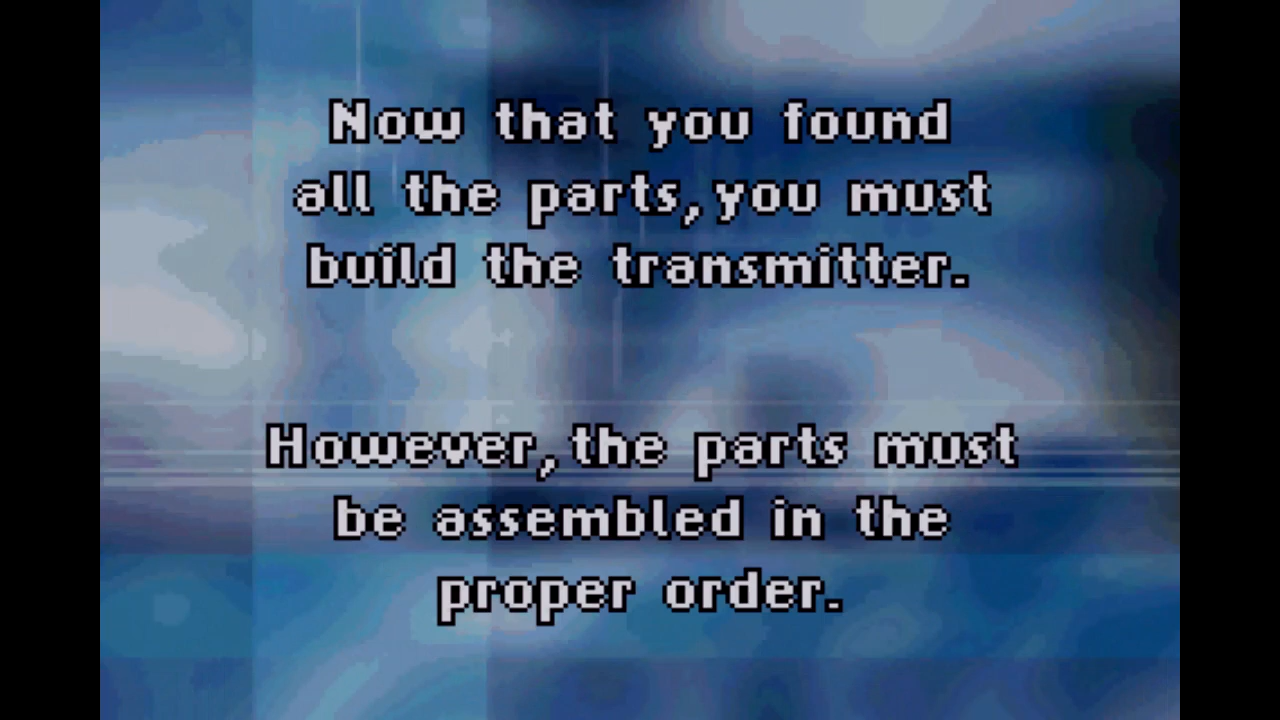 Now that you found
all the parts, you must
build the transmitter.
However, the parts must
be assembled in the
proper order.